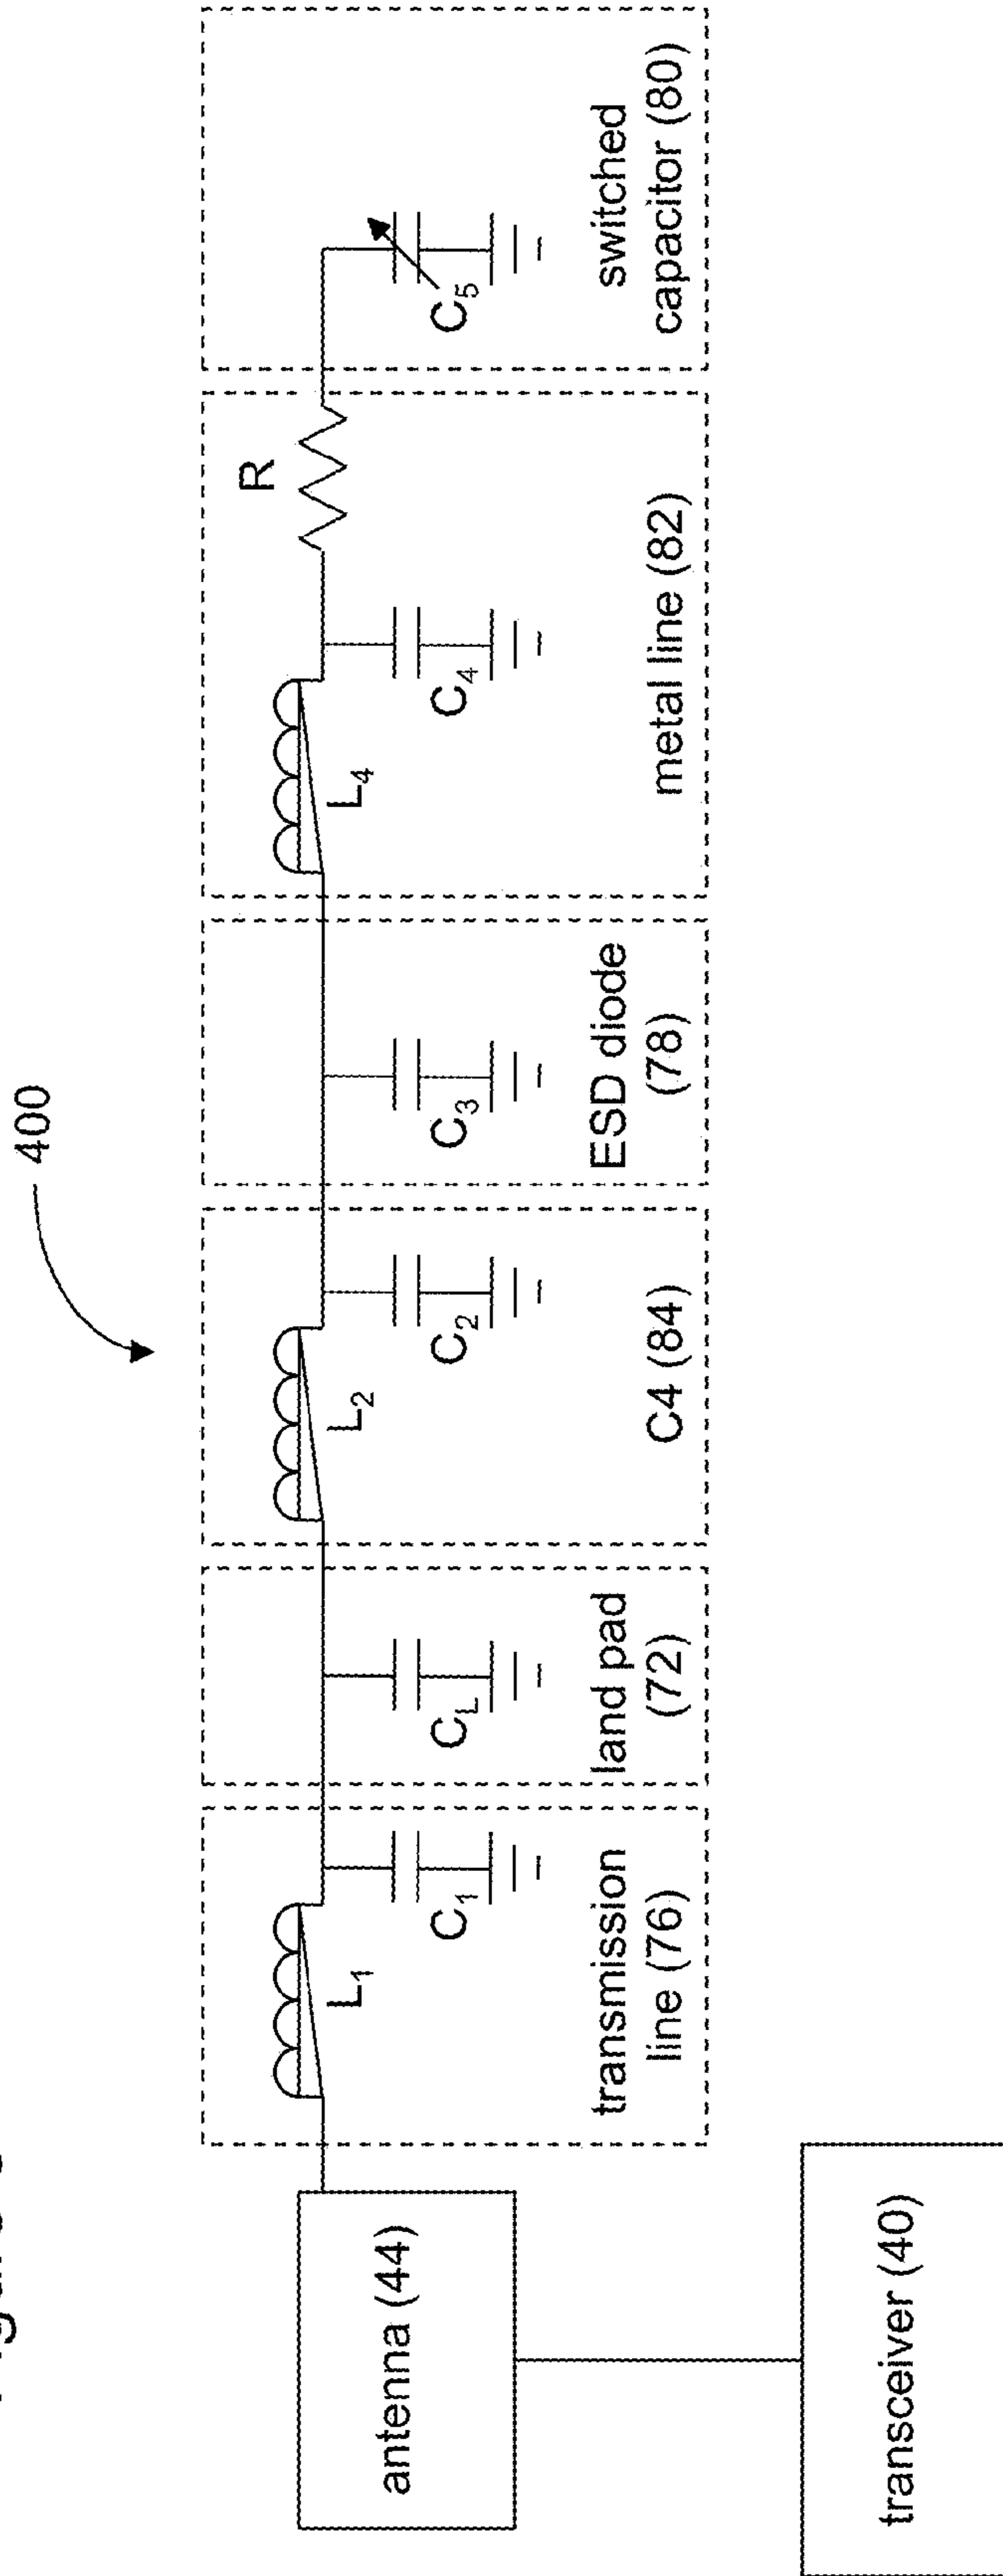 400
antenna (44)
transceiver (40)
L1
C1
transmission
line (76)
CL
land pad
(72)
L2
C2
C4 (84)
C3
ESD diode
(78)
L4
C4
R
metal line (82)
C5
switched
capacitor (80)